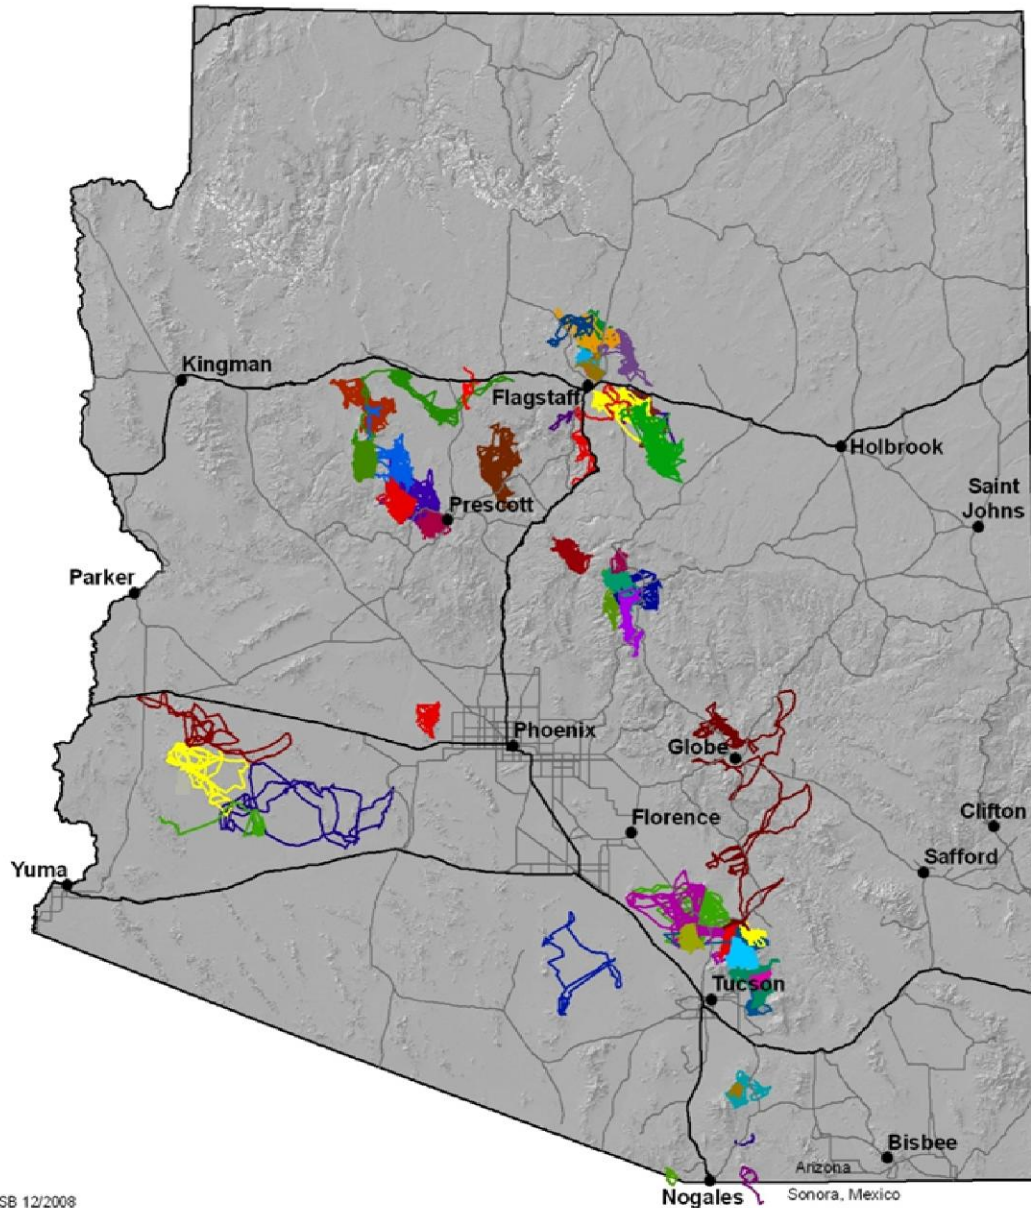 Kingman
Flagstaff
Holbrook
Saint
Johns
Prescott
Parker
Phoenix
Globe
Florence
Clifton
Safford
Yuma
Tucson
Bisbee
Arizona
Nogales
Sonora, Mexico
SB 12/2008